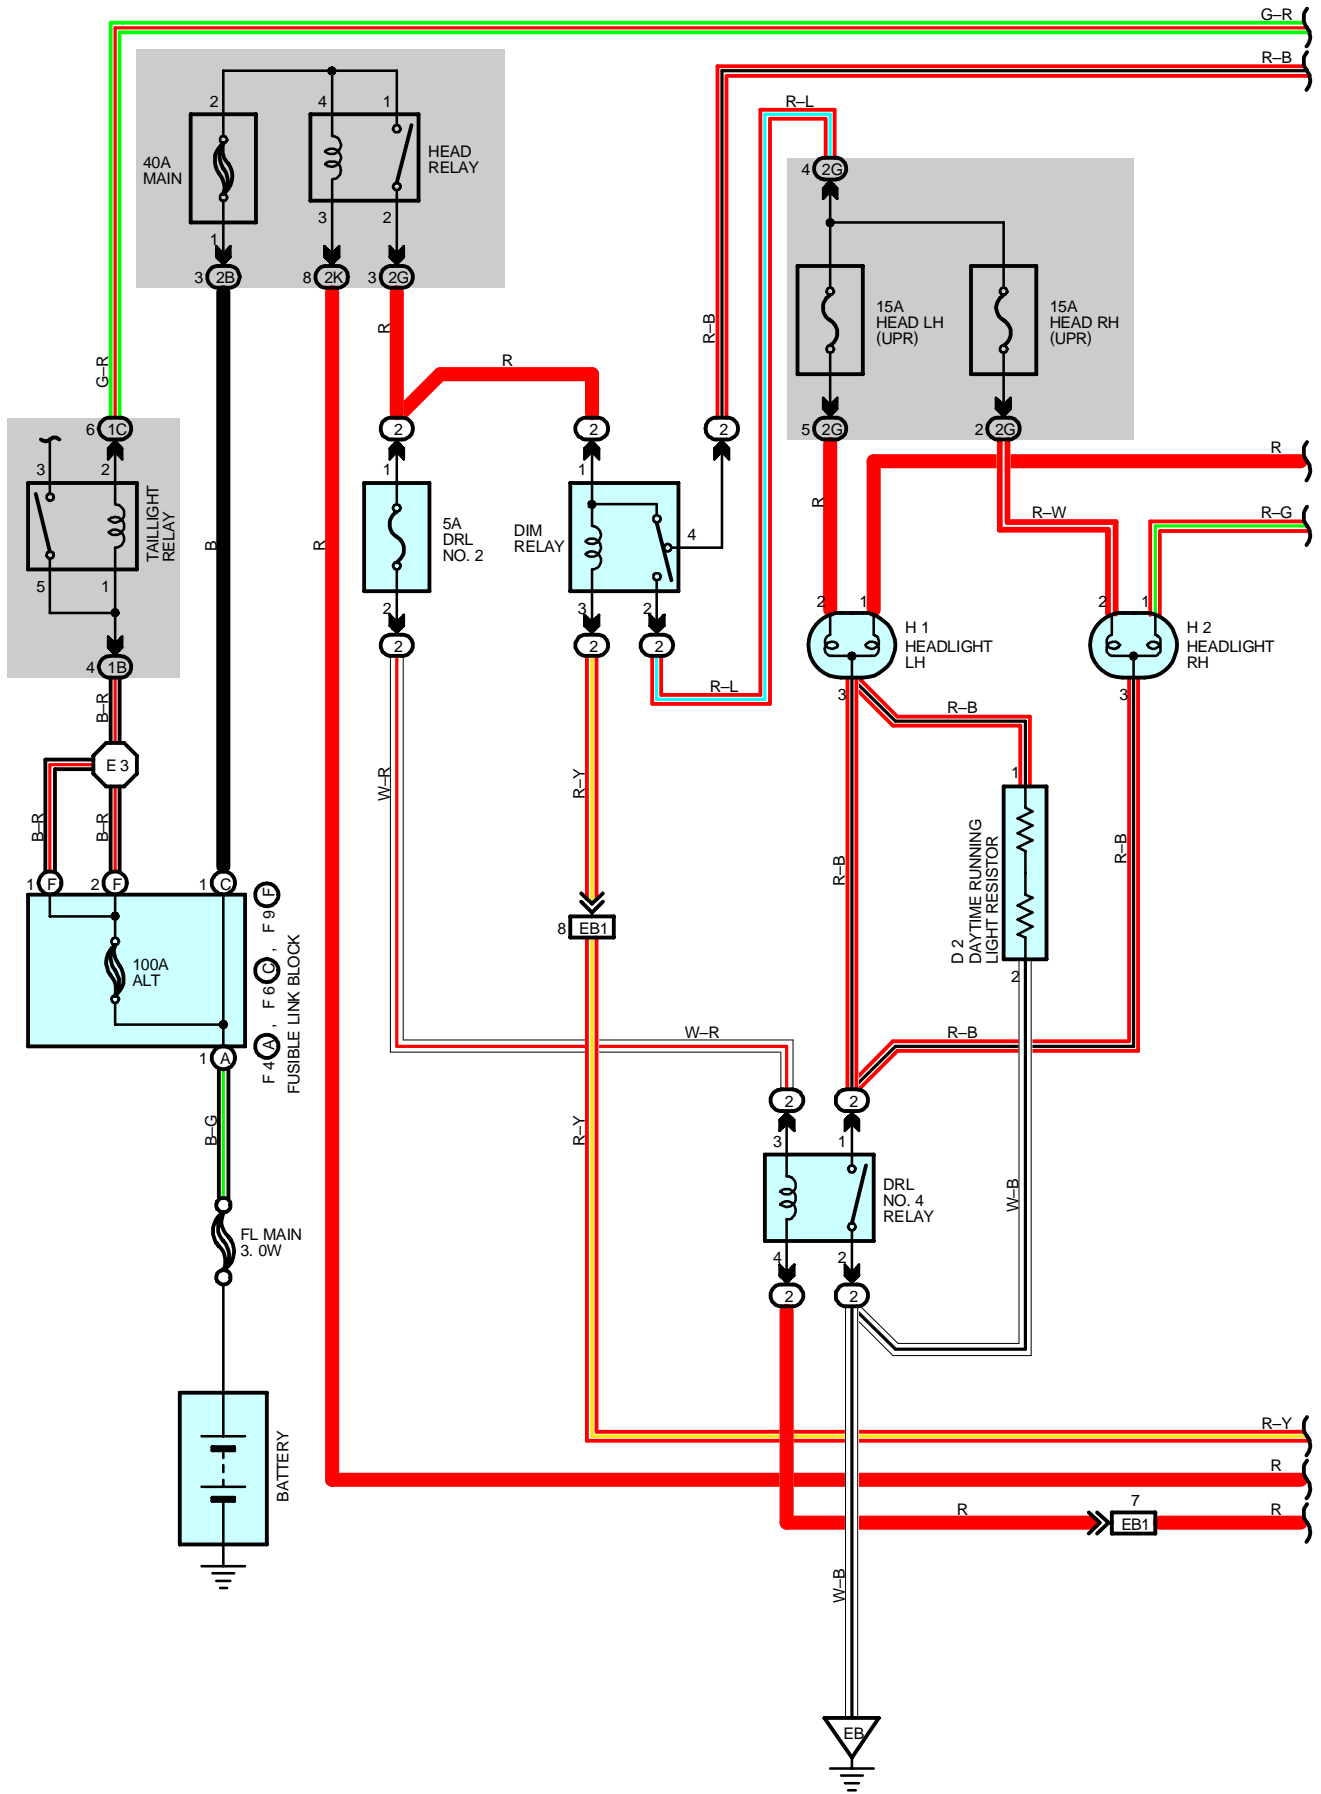 G–R
R–B
R–L
2
4
1
40A
MAIN
HEAD
RELAY
4
2G
1
3
2
3
2B
8
2K
3
2G
15A
HEAD LH
(UPR)
15A
HEAD RH
(UPR)
R
R–B
R
G–R
6
1C
2
2
2
5
2G
2
2G
R
3
2
1
1
R
R–W
R–G
TAILLIGHT
RELAY
5A
DRL
NO. 2
DIM
RELAY
4
B
R
5
1
2
3
2
2
1
2
1
2
2
2
H 1
HEADLIGHT
LH
H 2
HEADLIGHT
RH
4
1B
R–L
3
3
B–R
R–B
E 3
W–R
R–Y
1
B–R
B–R
R–B
R–B
D 2
DAYTIME RUNNING
LIGHT RESISTOR
1
F
2
F
1
C
F 4
A
, F 6
C
, F 9
F
FUSIBLE LINK BLOCK
8
EB1
100A
ALT
2
W–R
R–B
1
A
2
2
B–G
R–Y
3
1
DRL
NO. 4
RELAY
W–B
FL MAIN
3. 0W
4
2
2
2
BATTERY
R–Y
R
R
7
EB1
R
W–B
EB